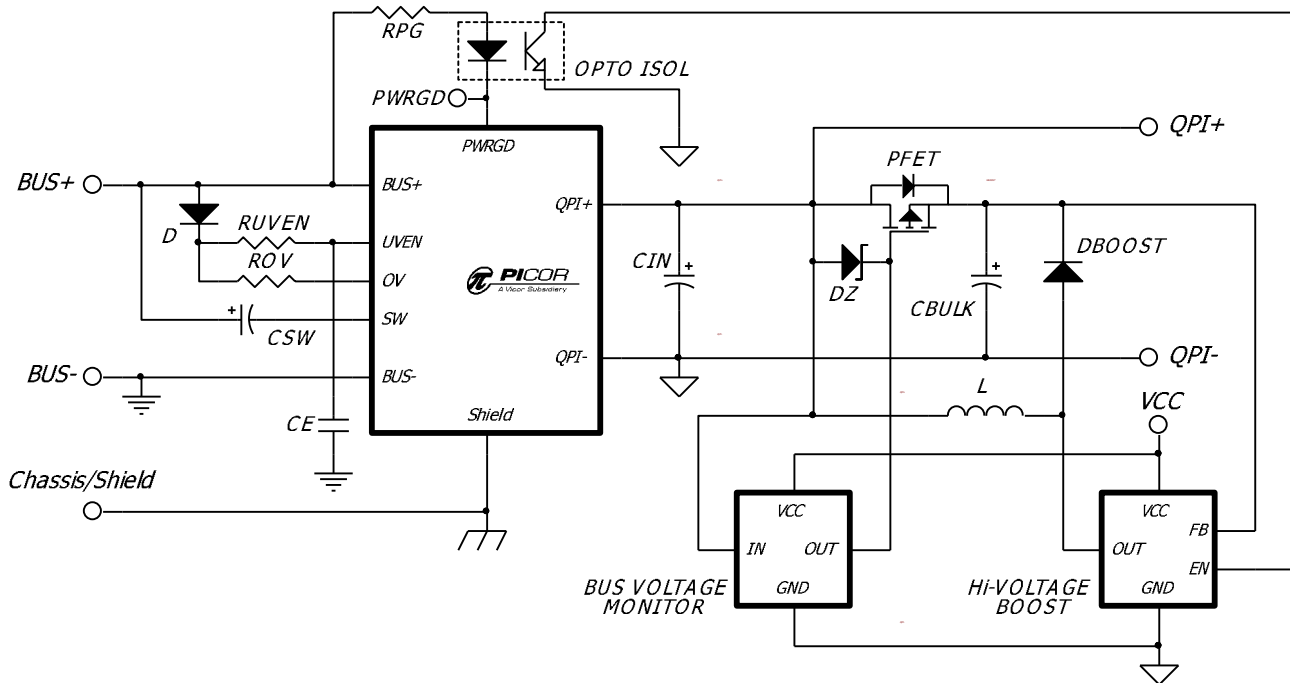 RPG
OPTO ISOL
PWRGD
PWRGD
QPI+
BUS+
BUS+
PFET
QPI+
D
RUVEN
UVEN
ROV
OV
CIN
+
DZ
+
CBULK
DBOOST
PICOR
A Vicor Subsidiery
+
CSW
SW
BUS-
BUS-
QPI-
QPI-
L
VCC
CE
Shield
Chassis/Shield
VCC
IN
OUT
GND
BUS VOLTAGE
MONITOR
VCC
FB
OUT
EN
GND
Hi-VOLTAGE
BOOST